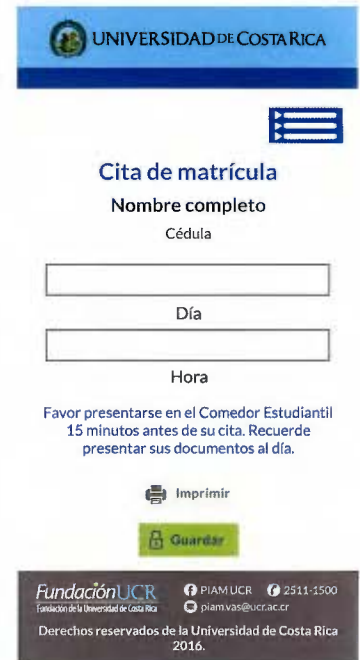 UNIVERSIDAD DE COSTA RICA
Cita de matrícula
Nombre completo
Cédula
Día
Hora
Favor presentarse en el Comedor Estudiantil
15 minutos antes de su cita. Recuerde
presentar sus documentos al día.
Imprimir
Guardar
FundaciónUCR
Fundación de la Universidad de Costa Rica
PIAM UCR 2511-1500
piam.vas@ucr.ac.cr
Derechos reservados de la Universidad de Costa Rica
2016.